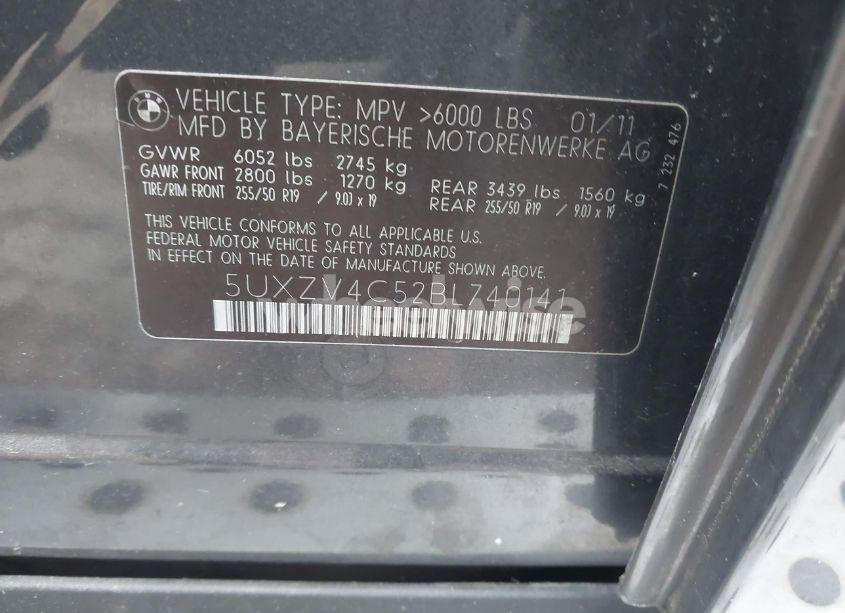 BMW
VEHICLE TYPE: MPV >6000 LBS 01/11
MFD BY BAYERISCHE MOTORENWERKE AG
GVWR 6052 lbs 2745 kg
GAWR FRONT 2800 lbs 1270 kg REAR 3439 lbs 1560 kg
TIRE/RIM FRONT 255/50 R19 / 9.0J x 19 REAR 255/50 R19 / 9.0J x 19
THIS VEHICLE CONFORMS TO ALL APPLICABLE U.S.
FEDERAL MOTOR VEHICLE SAFETY STANDARDS
IN EFFECT ON THE DATE OF MANUFACTURE SHOWN ABOVE.
5UXZV4C52BL740141
7 232 476